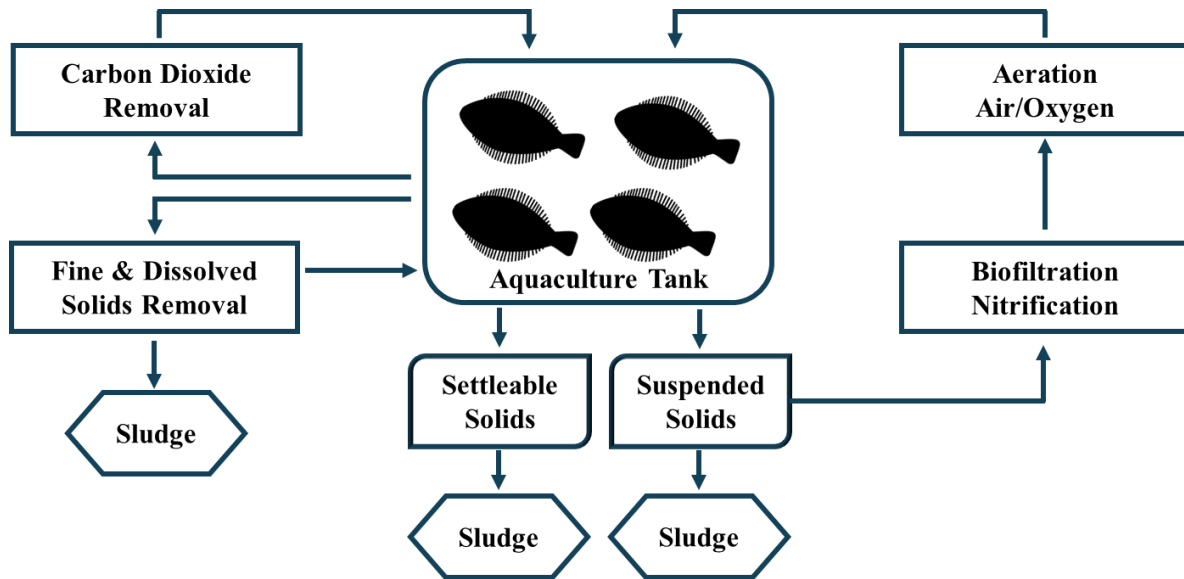 Carbon Dioxide
Removal
Aeration
Air/Oxygen
Aquaculture Tank
Fine & Dissolved
Solids Removal
Biofiltration
Nitrification
Settleable
Solids
Suspended
Solids
Sludge
Sludge
Sludge